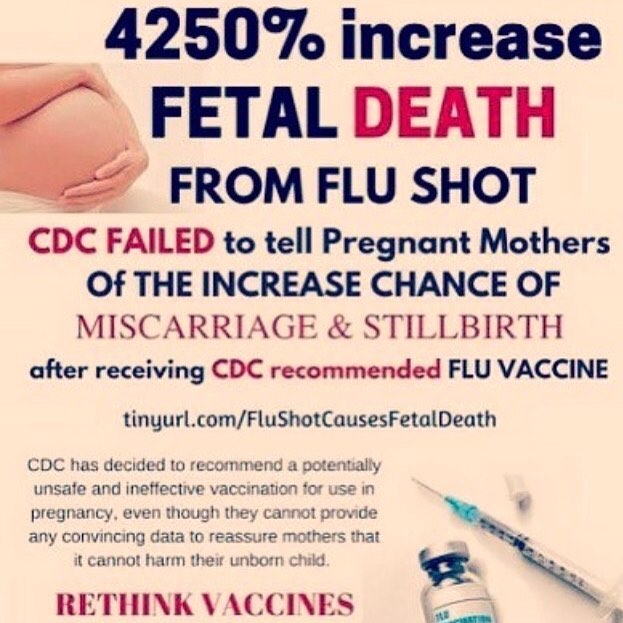 4250% increase
FETAL DEATH
FROM FLU SHOT
CDC FAILED to tell Pregnant Mothers
Of THE INCREASE CHANCE OF
MISCARRIAGE & STILLBIRTH
after receiving CDC recommended FLU VACCINE
tinyurl.com/FluShotCausesFetalDeath
CDC has decided to recommend a potentially
unsafe and ineffective vaccination for use in
pregnancy, even though they cannot provide
any convincing data to reassure mothers that
it cannot harm their unborn child.
RETHINK VACCINES